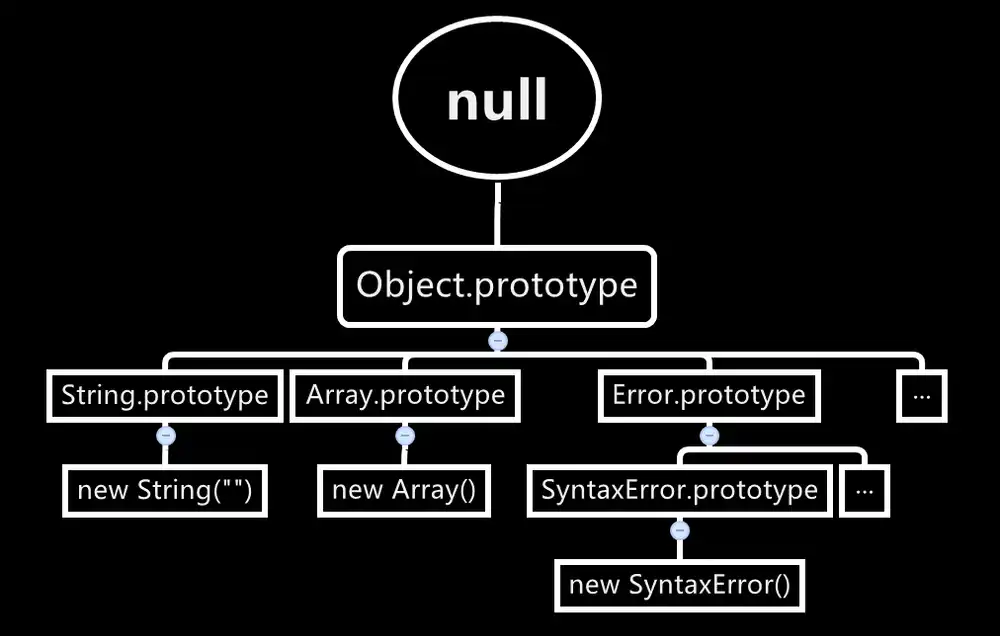 null
Object.prototype
String.prototype
Array.prototype
Error.prototype
...
new String("")
new Array()
SyntaxError.prototype
...
new SyntaxError()